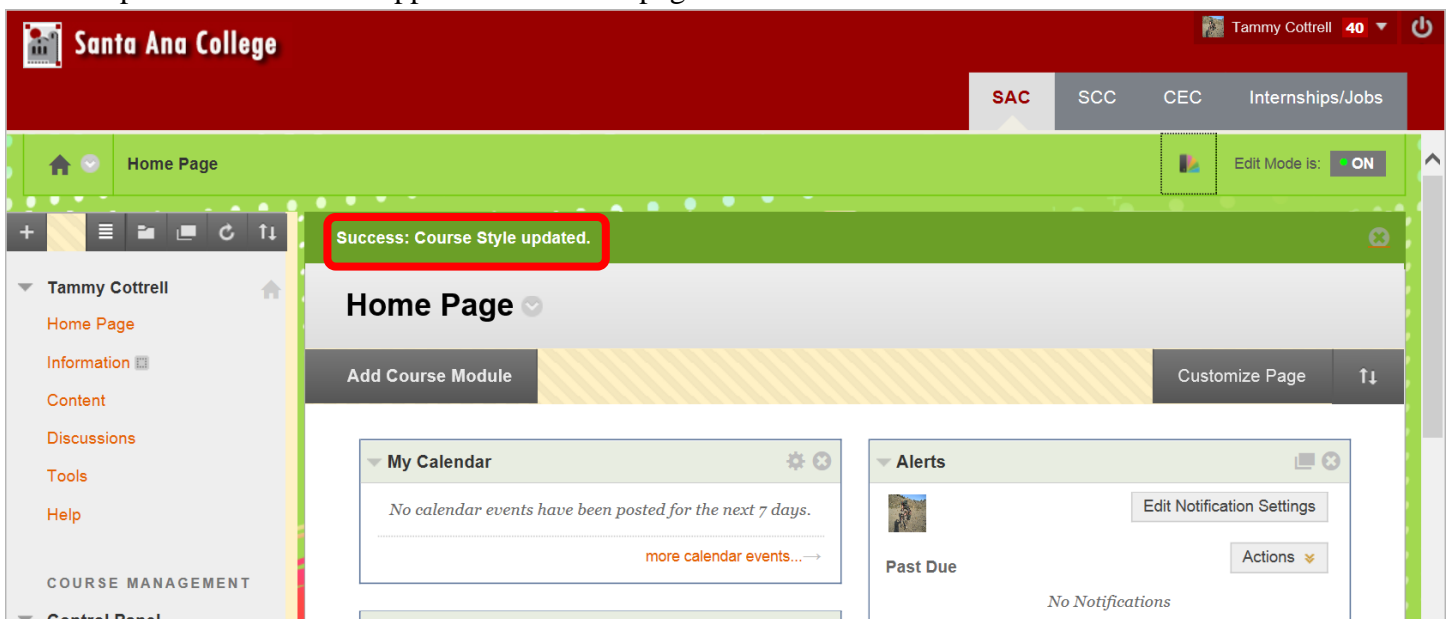 Santa Ana College
Tammy Cottrell 40
SAC SCC CEC Internships/Jobs
Home Page
Edit Mode is: ON
Success: Course Style updated.
Tammy Cottrell
Home Page
Information
Content
Discussions
Tools
Help
COURSE MANAGEMENT
Control Panel
Home Page
Add Course Module
Customize Page
My Calendar
No calendar events have been posted for the next 7 days.
more calendar events...→
Alerts
Edit Notification Settings
Actions
Past Due
No Notifications